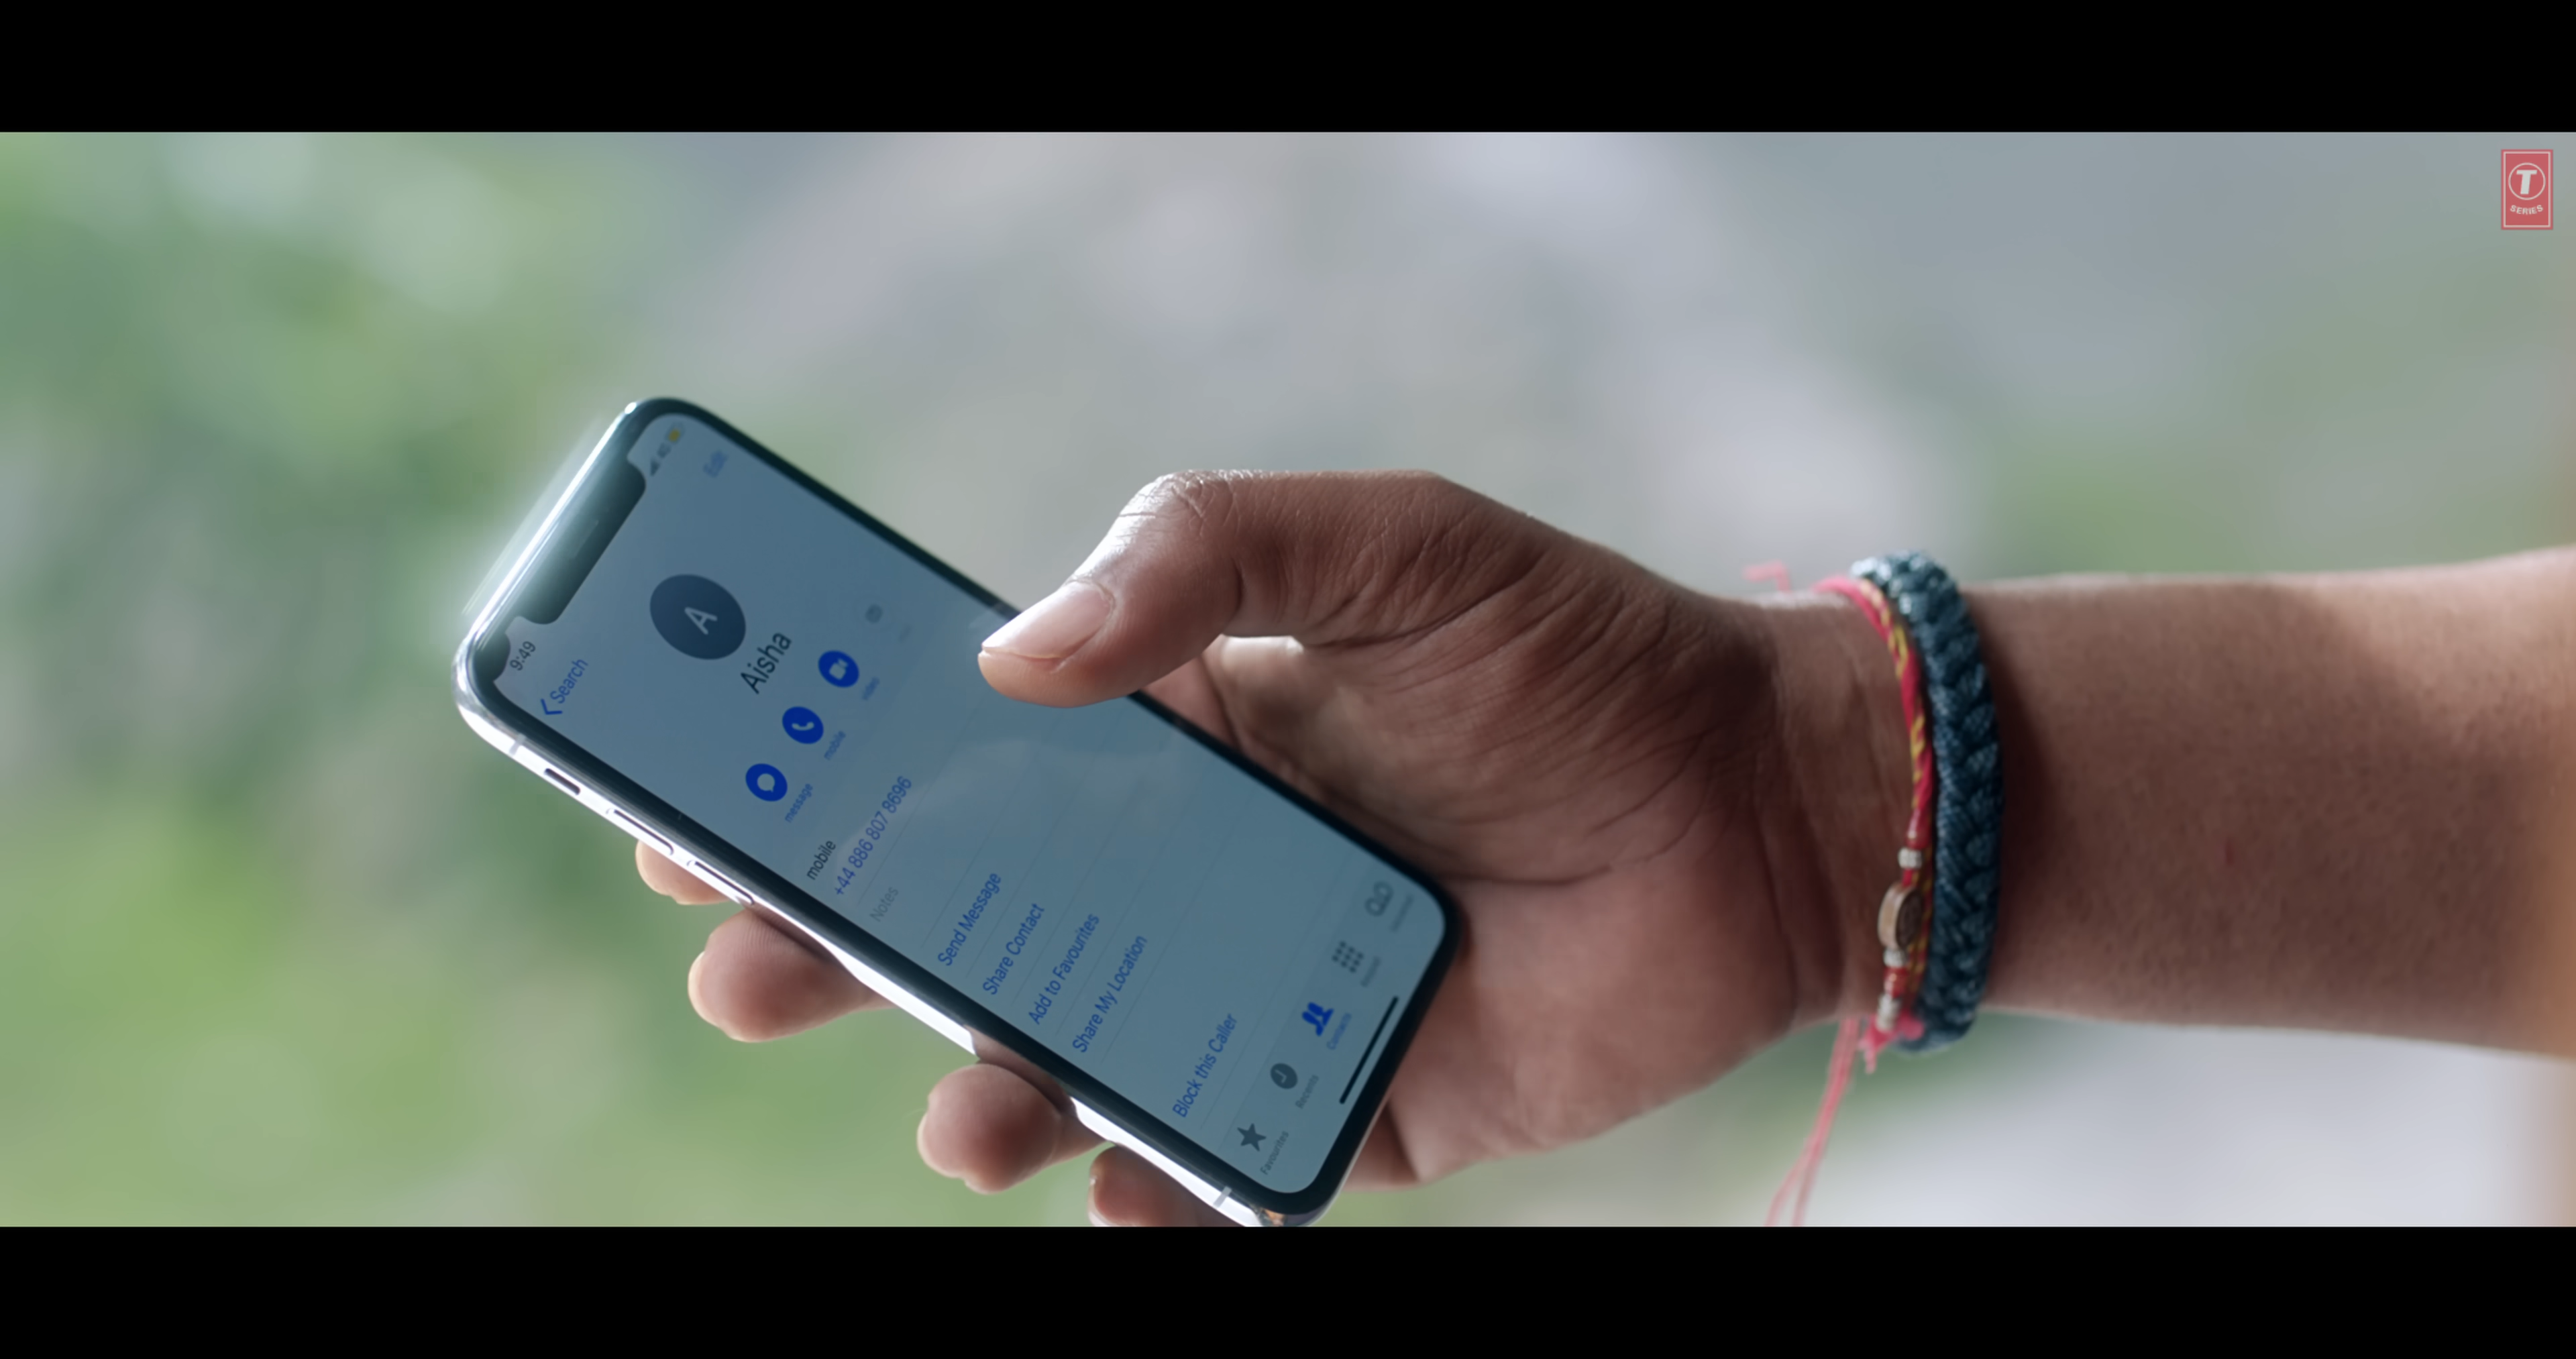 T
SERIES
9:49
Search
Edit
A
Aisha
message
mobile
video
mobile
+44 886 807 8696
Notes
Send Message
Share Contact
Add to Favourites
Share My Location
Block this Caller
Favourites
Recents
Contacts